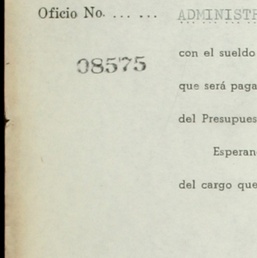 Oficio No. ... ... ADMINISTR
con el sueldo
08575
que será paga
del Presupues
Esperan
del cargo que